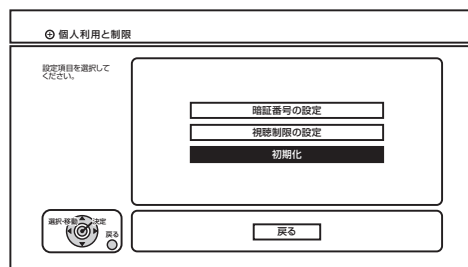 個人利用と制限
設定項目を選択して
ください。
暗証番号の設定
視聴制限の設定
初期化
選択・移動
決定
戻る
戻る